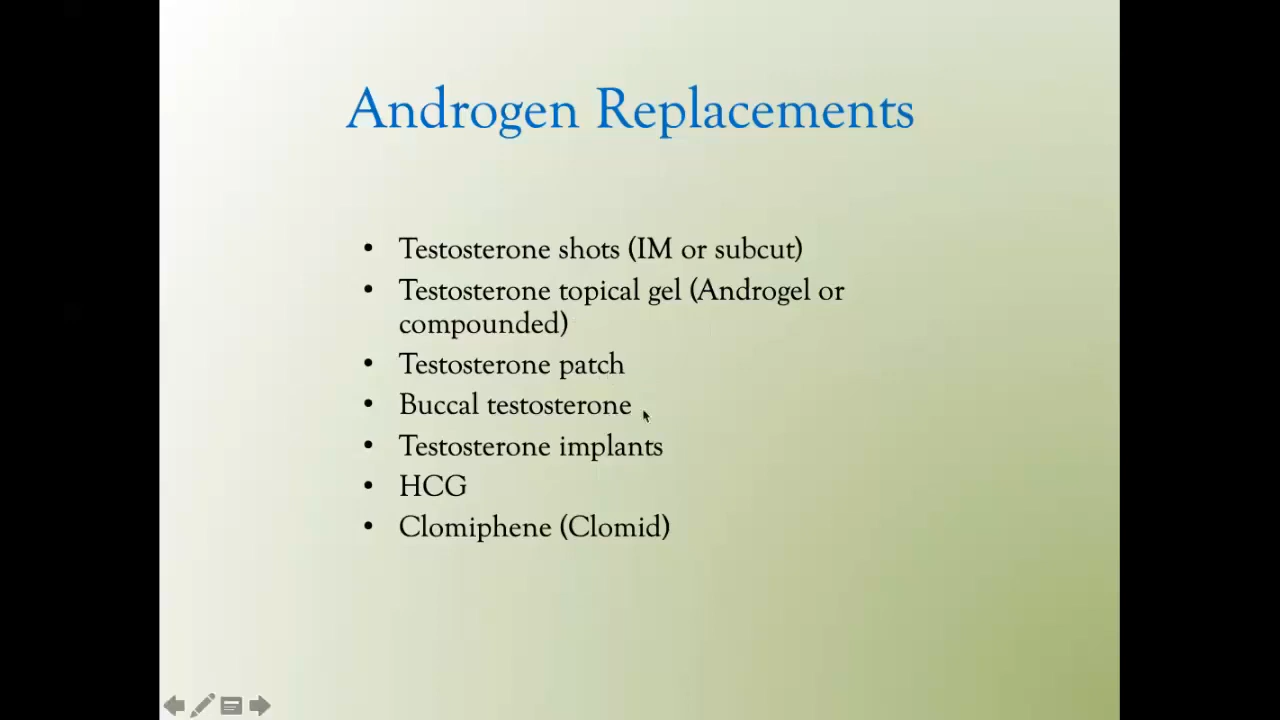 Androgen Replacements
• Testosterone shots (IM or subcut)
• Testosterone topical gel (Androgel or
compounded)
• Testosterone patch
• Buccal testosterone
• Testosterone implants
• HCG
• Clomiphene (Clomid)